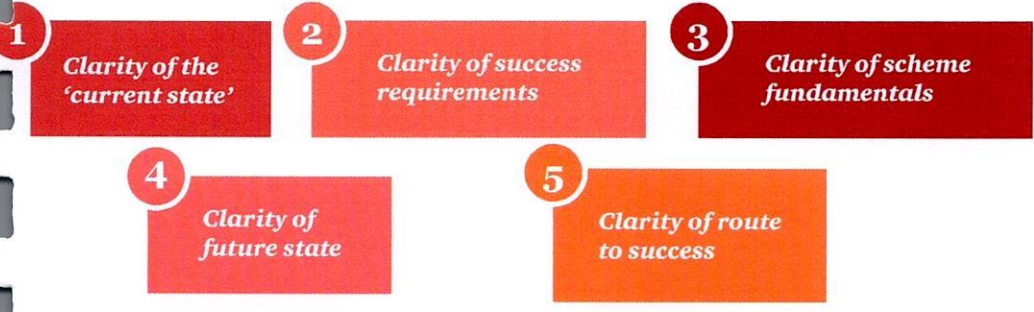 1
Clarity of the
‘current state’
2
Clarity of success
requirements
3
Clarity of scheme
fundamentals
4
Clarity of
future state
5
Clarity of route
to success